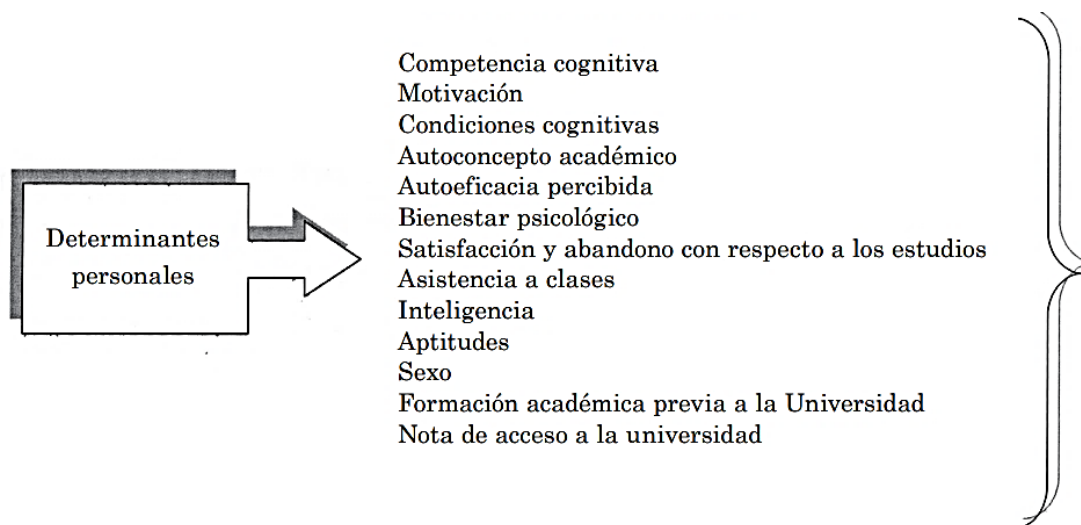 Determinantes
personales
Competencia cognitiva
Motivación
Condiciones cognitivas
Autoconcepto académico
Autoeficacia percibida
Bienestar psicológico
Satisfacción y abandono con respecto a los estudios
Asistencia a clases
Inteligencia
Aptitudes
Sexo
Formación académica previa a la Universidad
Nota de acceso a la universidad